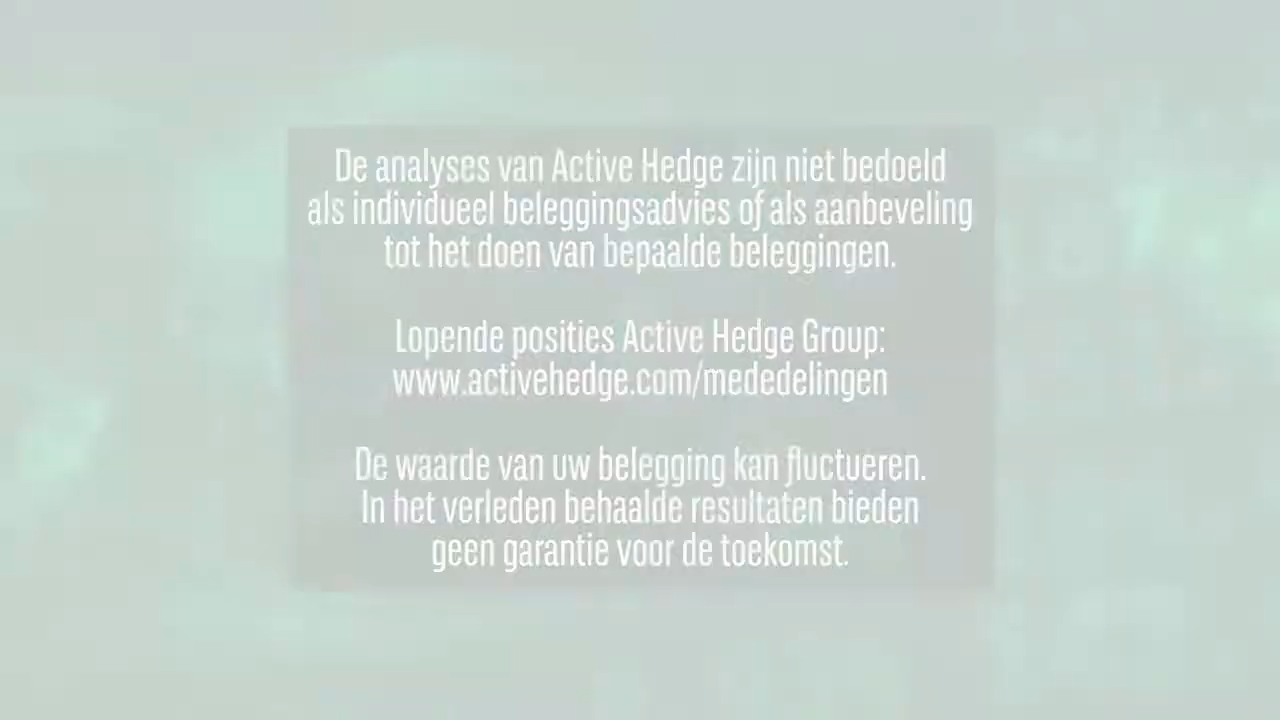 De analyses van Active Hedge zijn niet bedoeld
als individueel beleggingsadvies of als aanbeveling
tot het doen van bepaalde beleggingen.
Lopende posities Active Hedge Group:
www.activehedge.com/mededelingen
De waarde van uw belegging kan fluctueren.
In het verleden behaalde resultaten bieden
geen garantie voor de toekomst.